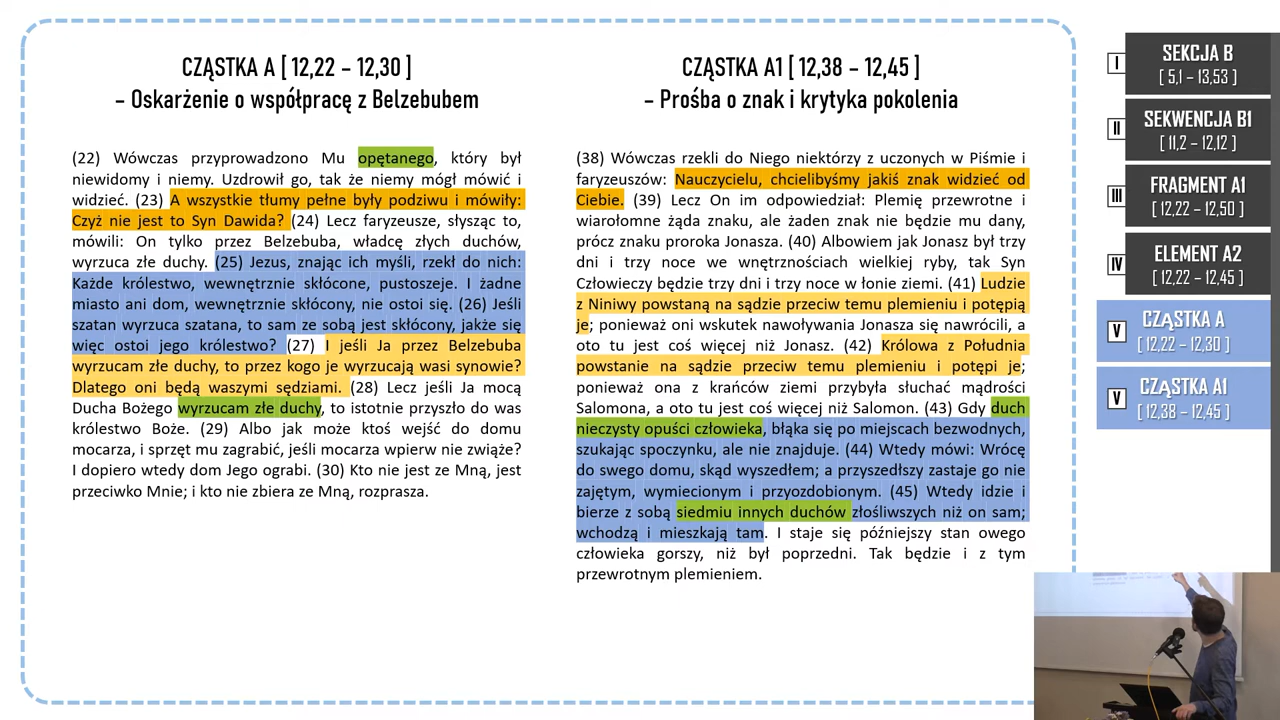 CZĄSTKA A [ 12,22 – 12,30 ]
– Oskarżenie o współpracę z Belzebubem
(22) Wówczas przyprowadzono Mu opętanego, który był
niewidomy i niemy. Uzdrowił go, tak że niemy mógł mówić i
widzieć. (23) A wszystkie tłumy pełne były podziwu i mówiły:
Czyż nie jest to Syn Dawida? (24) Lecz faryzeusze, słysząc to,
mówili: On tylko przez Belzebuba, władcę złych duchów,
wyrzuca złe duchy. (25) Jezus, znając ich myśli, rzekł do nich:
Każde królestwo, wewnętrznie skłócone, pustoszeje. I żadne
miasto ani dom, wewnętrznie skłócony, nie ostoi się. (26) Jeśli
szatan wyrzuca szatana, to sam ze sobą jest skłócony, jakże się
więc ostoi jego królestwo? (27) I jeśli Ja przez Belzebuba
wyrzucam złe duchy, to przez kogo je wyrzucają wasi synowie?
Dlatego oni będą waszymi sędziami. (28) Lecz jeśli Ja mocą
Ducha Bożego wyrzucam złe duchy, to istotnie przyszło do was
królestwo Boże. (29) Albo jak może ktoś wejść do domu
mocarza, i sprzęt mu zagrabić, jeśli mocarza wpierw nie zwiąże?
I dopiero wtedy dom Jego ograbi. (30) Kto nie jest ze Mną, jest
przeciwko Mnie; i kto nie zbiera ze Mną, rozprasza.
CZĄSTKA A1 [ 12,38 – 12,45 ]
– Prośba o znak i krytyka pokolenia
(38) Wówczas rzekli do Niego niektórzy z uczonych w Piśmie i
faryzeuszów: Nauczycielu, chcielibyśmy jakiś znak widzieć od
Ciebie. (39) Lecz On im odpowiedział: Plemię przewrotne i
wiarołomne żąda znaku, ale żaden znak nie będzie mu dany,
prócz znaku proroka Jonasza. (40) Albowiem jak Jonasz był trzy
dni i trzy noce we wnętrznościach wielkiej ryby, tak Syn
Człowieczy będzie trzy dni i trzy noce w łonie ziemi. (41) Ludzie
z Niniwy powstaną na sądzie przeciw temu plemieniu i potępią
je; ponieważ oni wskutek nawoływania Jonasza się nawrócili, a
oto tu jest coś więcej niż Jonasz. (42) Królowa z Południa
powstanie na sądzie przeciw temu plemieniu i potępi je;
ponieważ ona z krańców ziemi przybyła słuchać mądrości
Salomona, a oto tu jest coś więcej niż Salomon. (43) Gdy duch
nieczysty opuści człowieka, błąka się po miejscach bezwodnych,
szukając spoczynku, ale nie znajduje. (44) Wtedy mówi: Wrócę
do swego domu, skąd wyszedłem; a przyszedłszy zastaje go nie
zajętym, wymiecionym i przyozdobionym. (45) Wtedy idzie i
bierze z sobą siedmiu innych duchów złośliwszych niż on sam;
wchodzą i mieszkają tam. I staje się późniejszy stan owego
człowieka gorszy, niż był poprzedni. Tak będzie i z tym
przewrotnym plemieniem.
I SEKCJA B
[ 5,1 – 13,53 ]
II SEKWENCJA B1
[ 11,2 – 12,12 ]
III FRAGMENT A1
[ 12,22 – 12,50 ]
IV ELEMENT A2
[ 12,22 – 12,45 ]
V CZĄSTKA A
[ 12,22 – 12,30 ]
V CZĄSTKA A1
[ 12,38 – 12,45 ]